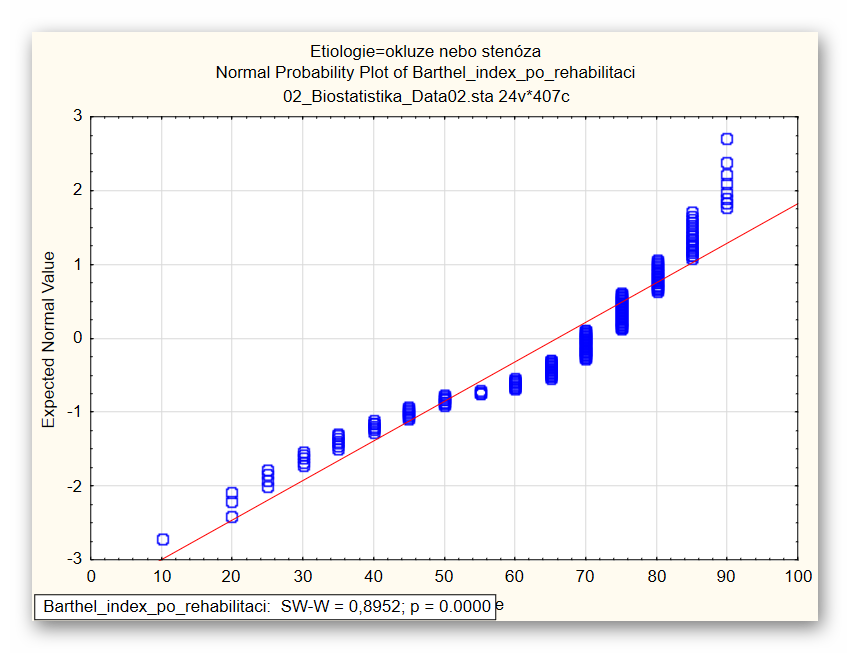 Etiologie=okluze nebo stenóza
Normal Probability Plot of Barthel_index_po_rehabilitaci
02_Biostatistika_Data02.sta 24v*407c
3
2
1
0
-1
-2
-3
Expected Normal Value
0 10 20 30 40 50 60 70 80 90 100
Barthel_index_po_rehabilitaci: SW-W = 0,8952; p = 0.0000 e